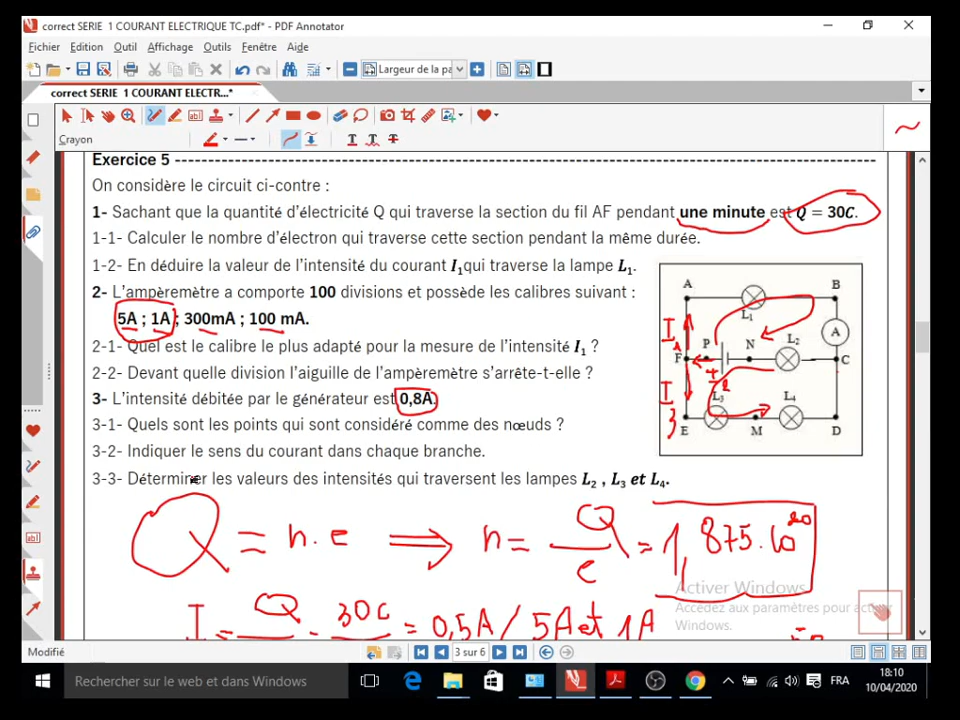 correct SERIE 1 COURANT ELECTRIQUE TC.pdf* - PDF Annotator
Fichier Edition Outil Affichage Outils Fenêtre Aide
Largeur de la pa
correct SERIE 1 COURANT ELECTR...*
Crayon
Exercice 5 ---
On considère le circuit ci-contre :
1- Sachant que la quantité d'électricité Q qui traverse la section du fil AF pendant une minute est Q = 30C.
1-1- Calculer le nombre d'électron qui traverse cette section pendant la même durée.
1-2- En déduire la valeur de l'intensité du courant I1 qui traverse la lampe L1.
2- L'ampèremètre a comporte 100 divisions et possède les calibres suivant :
5A ; 1A ; 300mA ; 100 mA.
2-1- Quel est le calibre le plus adapté pour la mesure de l'intensité I1 ?
2-2- Devant quelle division l'aiguille de l'ampèremètre s'arrête-t-elle ?
3- L'intensité débitée par le générateur est 0,8A.
3-1- Quels sont les points qui sont considéré comme des nœuds ?
3-2- Indiquer le sens du courant dans chaque branche.
3-3- Déterminer les valeurs des intensités qui traversent les lampes L2 , L3 et L4.
A B
L1
I1 A
P N L2
F C
I3
L3 L4
E M D
Q = n.e ⟹ n = Q/e = 1,875.10^20
I = Q = 30C = 0,5A / 5A et 1A
Activer Windows
Accédez aux paramètres pour activer
Windows.
3 sur 6
Modifié
Rechercher sur le web et dans Windows
FRA
18:10
10/04/2020